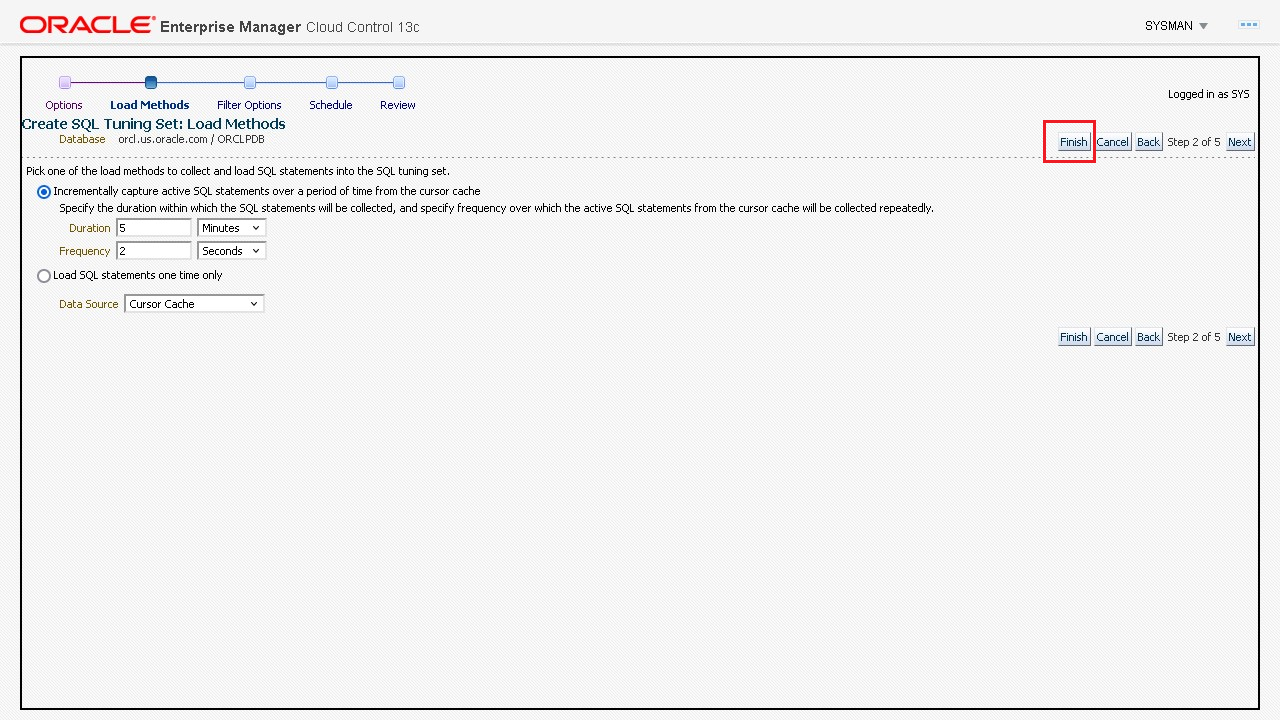 ORACLE Enterprise Manager Cloud Control 13c SYSMAN
Options Load Methods Filter Options Schedule Review
Logged in as SYS
Create SQL Tuning Set: Load Methods
Database orcl.us.oracle.com / ORCLPDB
Finish Cancel Back Step 2 of 5 Next
Pick one of the load methods to collect and load SQL statements into the SQL tuning set.
Incrementally capture active SQL statements over a period of time from the cursor cache
Specify the duration within which the SQL statements will be collected, and specify frequency over which the active SQL statements from the cursor cache will be collected repeatedly.
Duration 5 Minutes
Frequency 2 Seconds
Load SQL statements one time only
Data Source Cursor Cache
Finish Cancel Back Step 2 of 5 Next